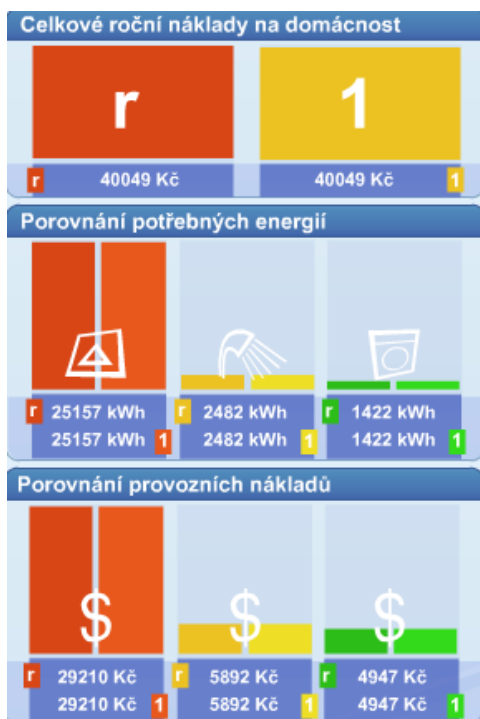 Celkové roční náklady na domácnost
r 1
r 40049 Kč 40049 Kč 1
Porovnání potřebných energií
r 25157 kWh r 2482 kWh r 1422 kWh
25157 kWh 1 2482 kWh 1 1422 kWh 1
Porovnání provozních nákladů
$ $ $
r 29210 Kč r 5892 Kč r 4947 Kč
29210 Kč 1 5892 Kč 1 4947 Kč 1